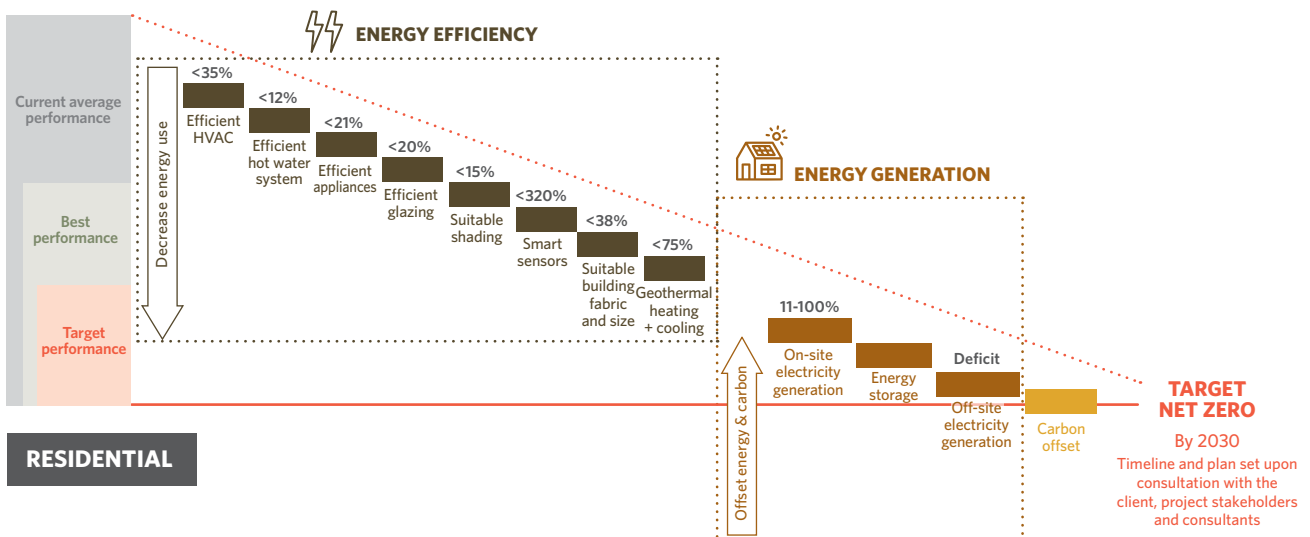 ENERGY EFFICIENCY
Current average
performance
Best
performance
Target
performance
RESIDENTIAL
Decrease energy use
<35%
Efficient
HVAC
<12%
Efficient
hot water
system
<21%
Efficient
appliances
<20%
Efficient
glazing
<15%
Suitable
shading
<320%
Smart
sensors
<38%
Suitable
building
fabric
and size
<75%
Geothermal
heating
+ cooling
ENERGY GENERATION
Offset energy & carbon
11-100%
On-site
electricity
generation
Energy
storage
Deficit
Off-site
electricity
generation
Carbon
offset
TARGET
NET ZERO
By 2030
Timeline and plan set upon
consultation with the
client, project stakeholders
and consultants